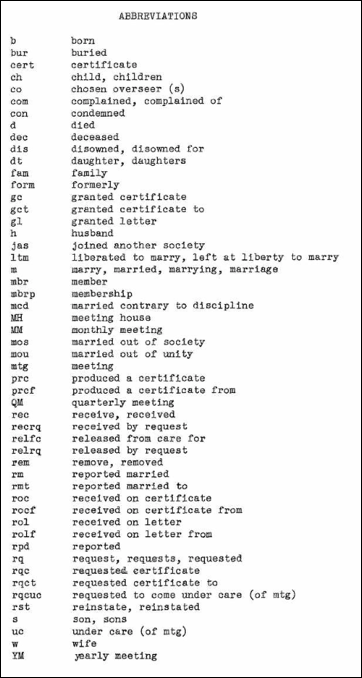 ABBREVIATIONS
b born
bur buried
cert certificate
ch child, children
co chosen overseer (s)
com complained, complained of
con condemned
d died
dec deceased
dis disowned, disowned for
dt daughter, daughters
fam family
form formerly
gc granted certificate
gct granted certificate to
gl granted letter
h husband
jas joined another society
ltm liberated to marry, left at liberty to marry
m marry, married, marrying, marriage
mbr member
mbrp membership
mcd married contrary to discipline
MH meeting house
MM monthly meeting
mos married out of society
mou married out of unity
mtg meeting
prc produced a certificate
prcf produced a certificate from
QM quarterly meeting
rec receive, received
recrq received by request
relfc released from care for
relrq released by request
rem remove, removed
rm reported married
rmt reported married to
roc received on certificate
rocf received on certificate from
rol received on letter
rolf received on letter from
rpd reported
rq request, requests, requested
rqc requested certificate
rqct requested certificate to
rqcuc requested to come under care (of mtg)
rst reinstate, reinstated
s son, sons
uc under care (of mtg)
w wife
YM yearly meeting